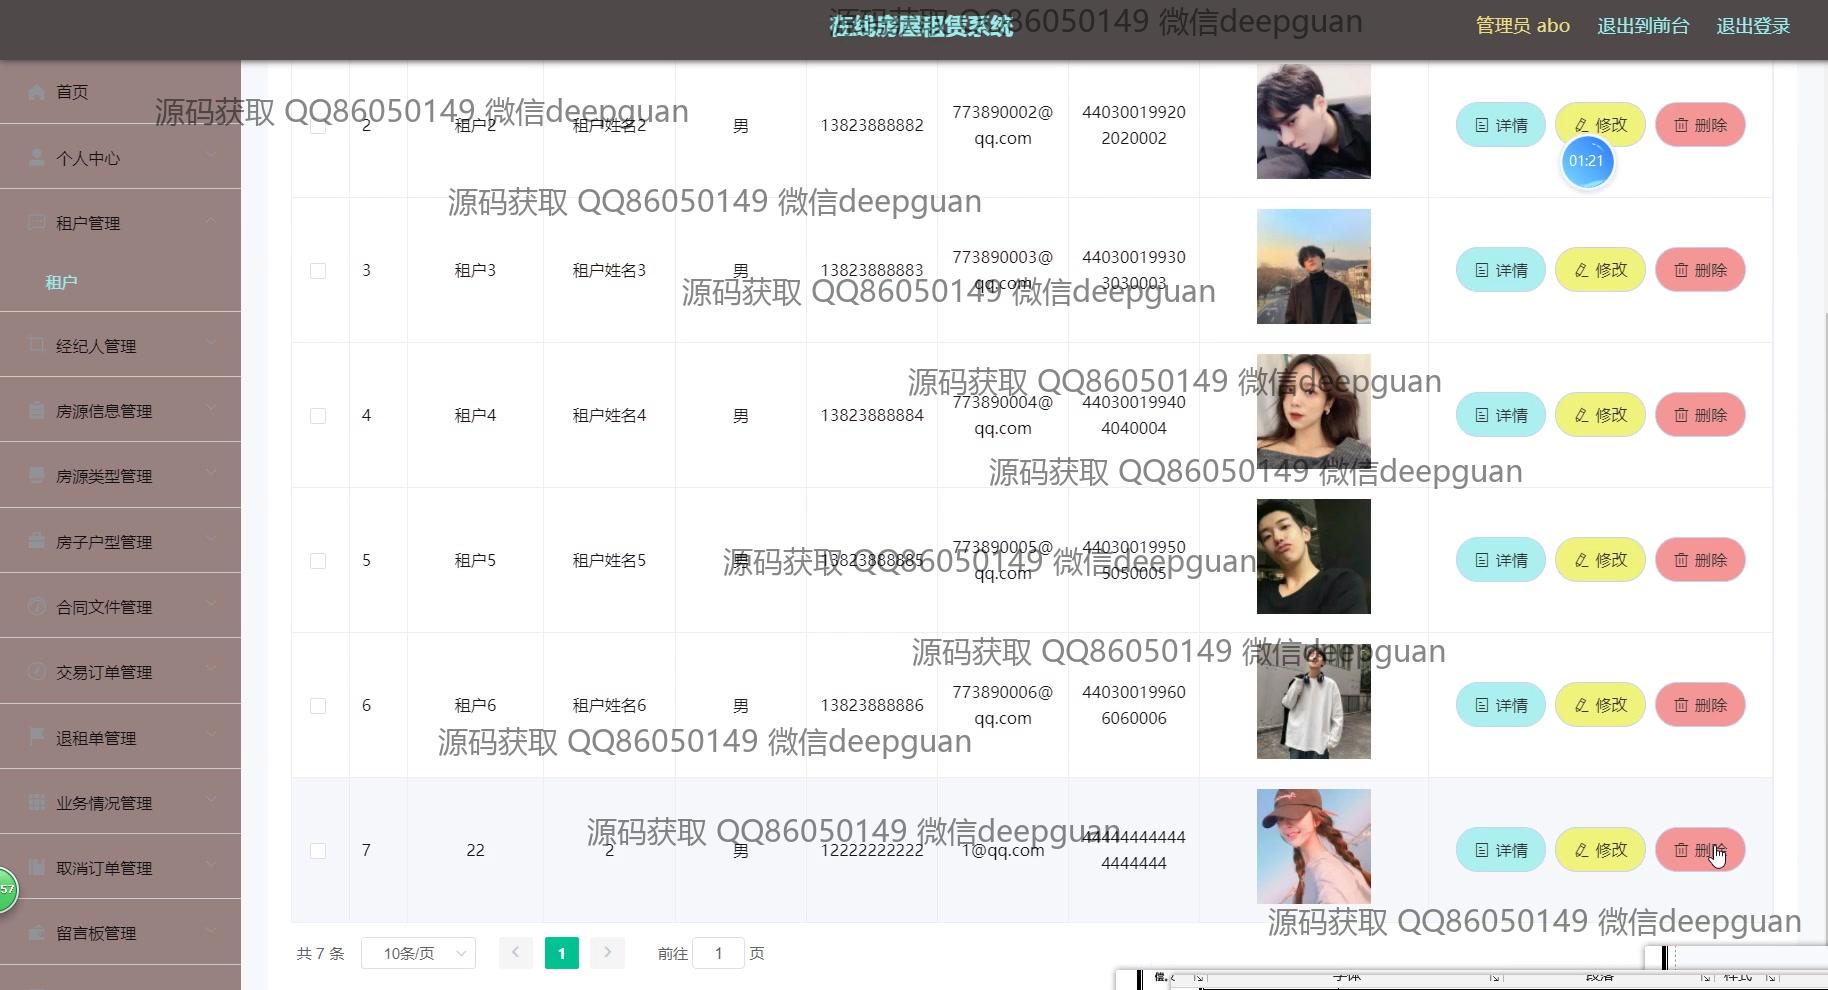 在线房屋租赁系统
源码获取 QQ86050149 微信deepguan
管理员 abo
退出到前台
退出登录
首页
个人中心
租户管理
租户
经纪人管理
房源信息管理
房源类型管理
房子户型管理
合同文件管理
交易订单管理
退租单管理
业务情况管理
取消订单管理
留言板管理
57
源码获取 QQ86050149 微信deepguan
2 租户2 租户姓名2 男 13823888882 773890002@ 44030019920 详情 修改 删除
qq.com 2020002
01:21
源码获取 QQ86050149 微信deepguan
3 租户3 租户姓名3 男 13823888883 773890003@ 44030019930 详情 修改 删除
qq.com 3030003
源码获取 QQ86050149 微信deepguan
源码获取 QQ86050149 微信deepguan
4 租户4 租户姓名4 男 13823888884 773890004@ 44030019940 详情 修改 删除
qq.com 4040004
源码获取 QQ86050149 微信deepguan
5 租户5 租户姓名5 男 13823888885 773890005@ 44030019950 详情 修改 删除
qq.com 5050005
源码获取 QQ86050149 微信deepguan
源码获取 QQ86050149 微信deepguan
6 租户6 租户姓名6 男 13823888886 773890006@ 44030019960 详情 修改 删除
qq.com 6060006
源码获取 QQ86050149 微信deepguan
源码获取 QQ86050149 微信deepguan
7 22 2 男 12222222222 1@qq.com 44444444444 详情 修改 删除
4444444
源码获取 QQ86050149 微信deepguan
共 7 条 10条/页 1 前往 1 页
字体 段落 样式